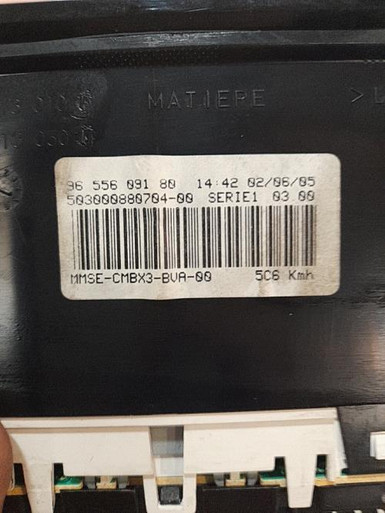 MATIERE >
96 556 091 80 14:42 02/06/05
503000880704-00 SERIE1 03 00
MMSE-CMBX3-BVA-00 5C6 Kmh